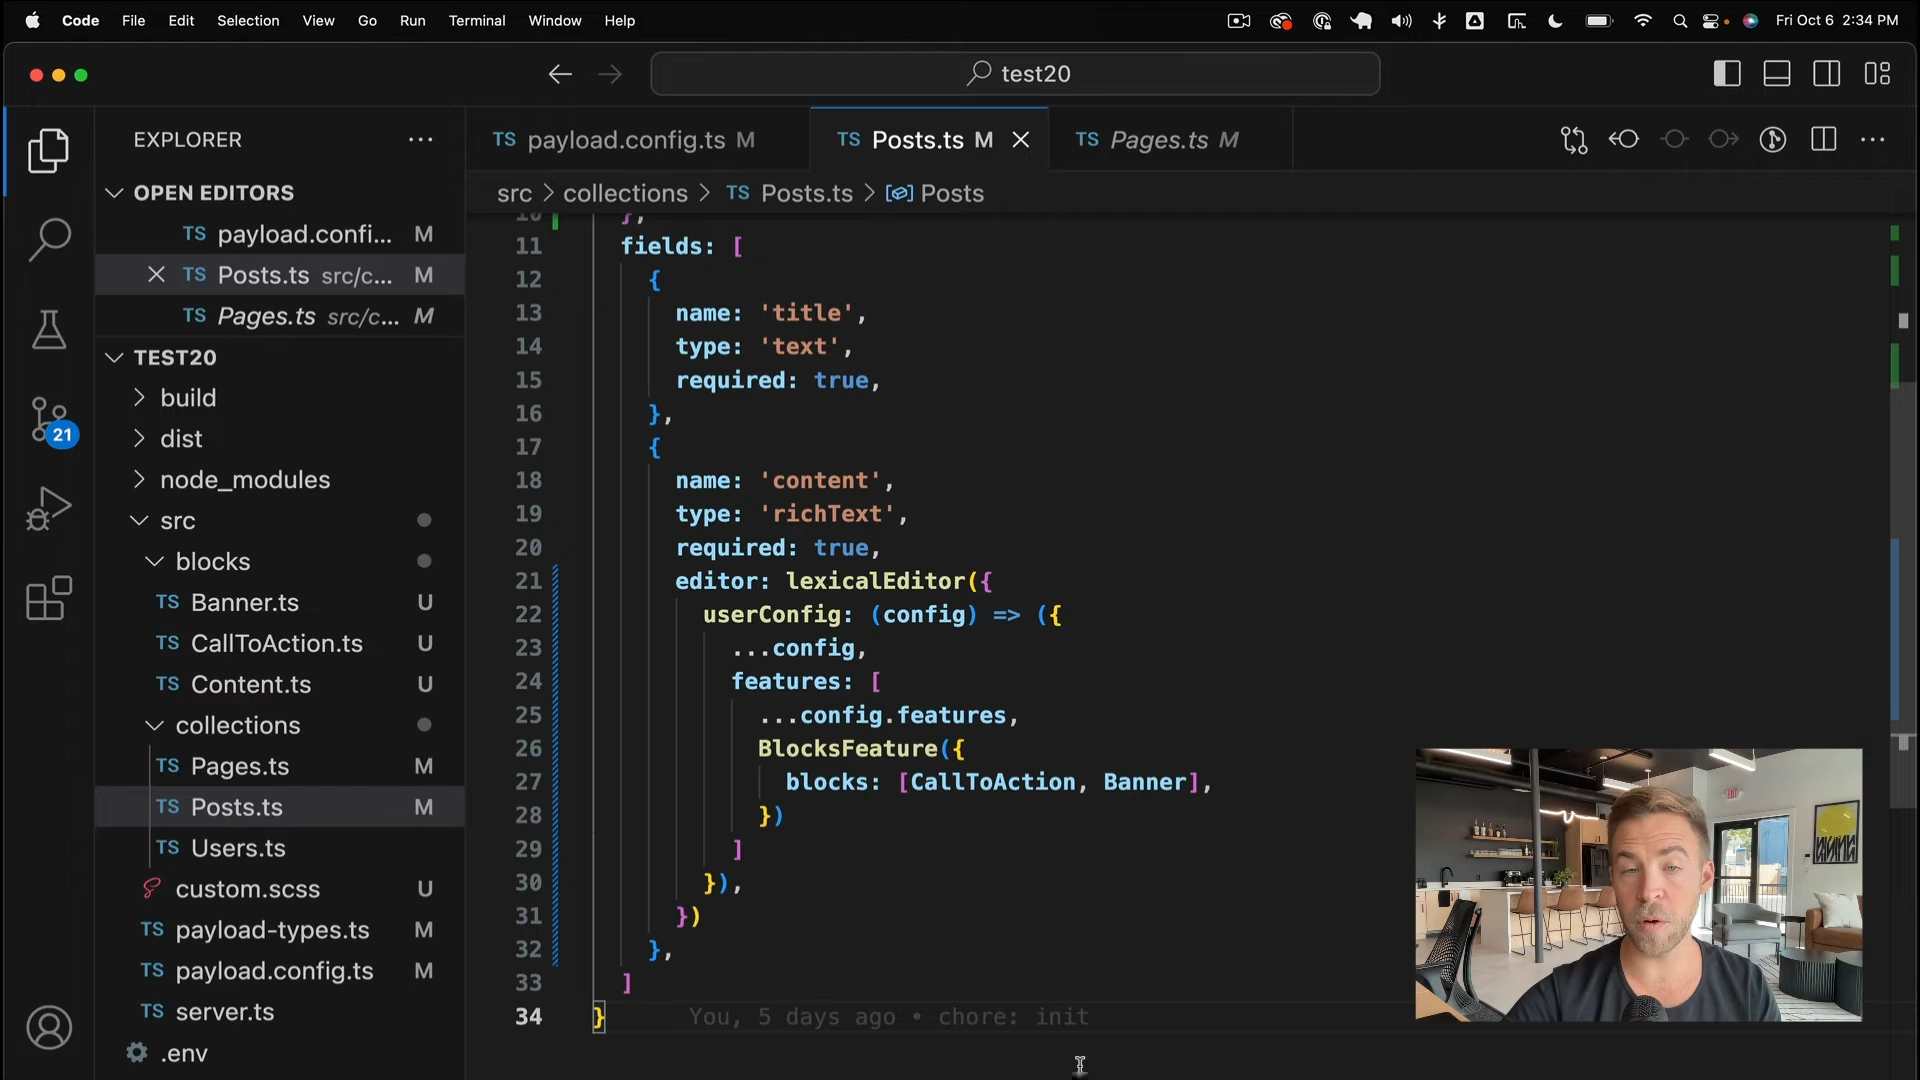 Code File Edit Selection View Go Run Terminal Window Help
Fri Oct 6 2:34 PM
test20
EXPLORER
OPEN EDITORS
TS payload.confi... M
TS Posts.ts src/c... M
TS Pages.ts src/c... M
TEST20
build
dist
node_modules
src
blocks
TS Banner.ts U
TS CallToAction.ts U
TS Content.ts U
collections
TS Pages.ts M
TS Posts.ts M
TS Users.ts
custom.scss U
TS payload-types.ts M
TS payload.config.ts M
TS server.ts
.env
21
TS payload.config.ts M
TS Posts.ts M
TS Pages.ts M
src > collections > TS Posts.ts > Posts
10 },
11 fields: [
12 {
13 name: 'title',
14 type: 'text',
15 required: true,
16 },
17 {
18 name: 'content',
19 type: 'richText',
20 required: true,
21 editor: lexicalEditor({
22 userConfig: (config) => ({
23 ...config,
24 features: [
25 ...config.features,
26 BlocksFeature({
27 blocks: [CallToAction, Banner],
28 })
29 ]
30 }),
31 })
32 },
33 ]
34 } You, 5 days ago • chore: init
EXIT